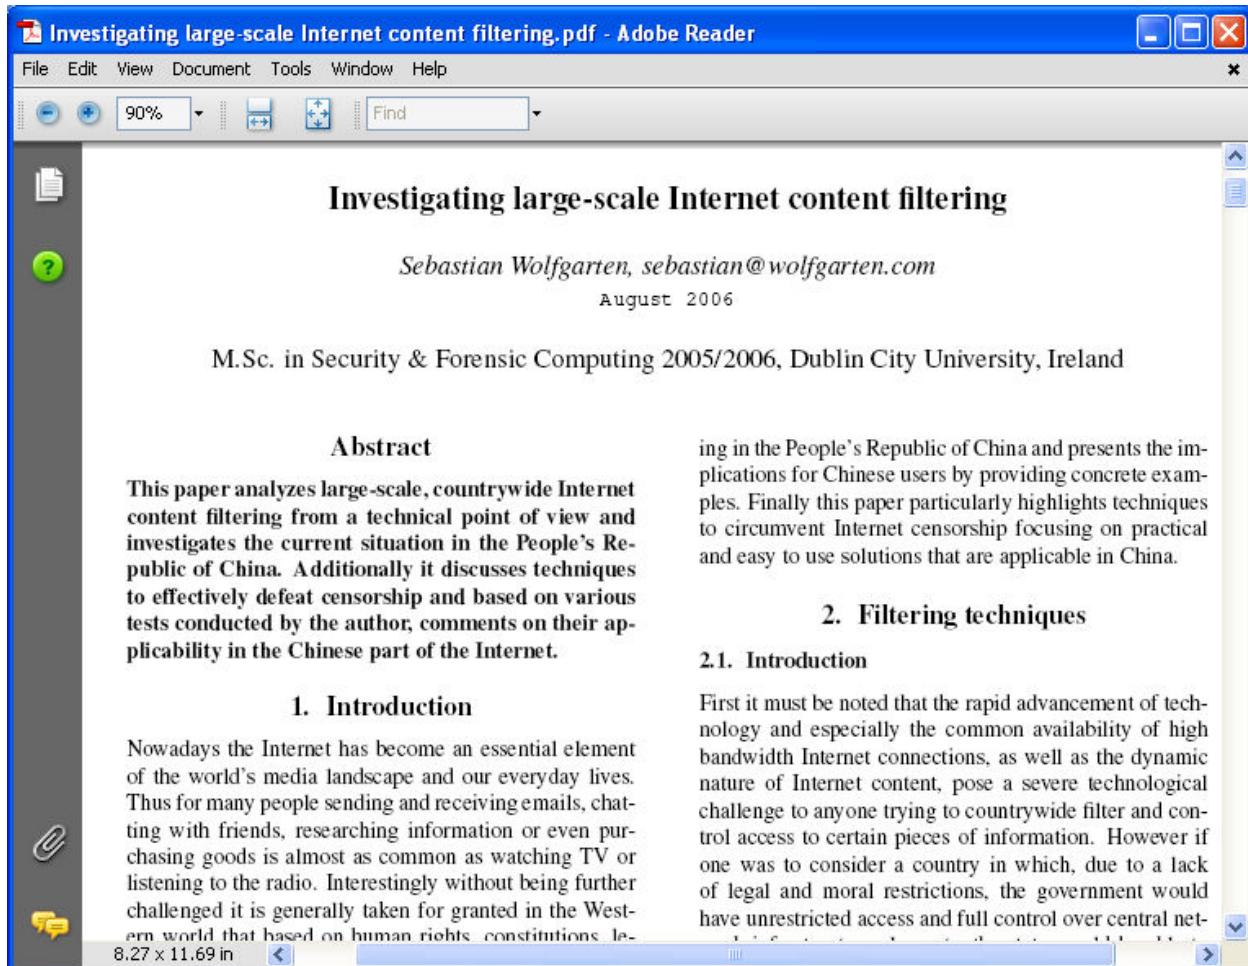 Investigating large-scale Internet content filtering.pdf - Adobe Reader
File Edit View Document Tools Window Help
90%
Find
Investigating large-scale Internet content filtering
Sebastian Wolfgarten, sebastian@wolfgarten.com
August 2006
M.Sc. in Security & Forensic Computing 2005/2006, Dublin City University, Ireland
Abstract
This paper analyzes large-scale, countrywide Internet
content filtering from a technical point of view and
investigates the current situation in the People's Re-
public of China. Additionally it discusses techniques
to effectively defeat censorship and based on various
tests conducted by the author, comments on their ap-
plicability in the Chinese part of the Internet.
1. Introduction
Nowadays the Internet has become an essential element
of the world's media landscape and our everyday lives.
Thus for many people sending and receiving emails, chat-
ting with friends, researching information or even pur-
chasing goods is almost as common as watching TV or
listening to the radio. Interestingly without being further
challenged it is generally taken for granted in the West-
ern world that based on human rights, constitutions, le-
ing in the People's Republic of China and presents the im-
plications for Chinese users by providing concrete exam-
ples. Finally this paper particularly highlights techniques
to circumvent Internet censorship focusing on practical
and easy to use solutions that are applicable in China.
2. Filtering techniques
2.1. Introduction
First it must be noted that the rapid advancement of tech-
nology and especially the common availability of high
bandwidth Internet connections, as well as the dynamic
nature of Internet content, pose a severe technological
challenge to anyone trying to countrywide filter and con-
trol access to certain pieces of information. However if
one was to consider a country in which, due to a lack
of legal and moral restrictions, the government would
have unrestricted access and full control over central net-
8.27 x 11.69 in